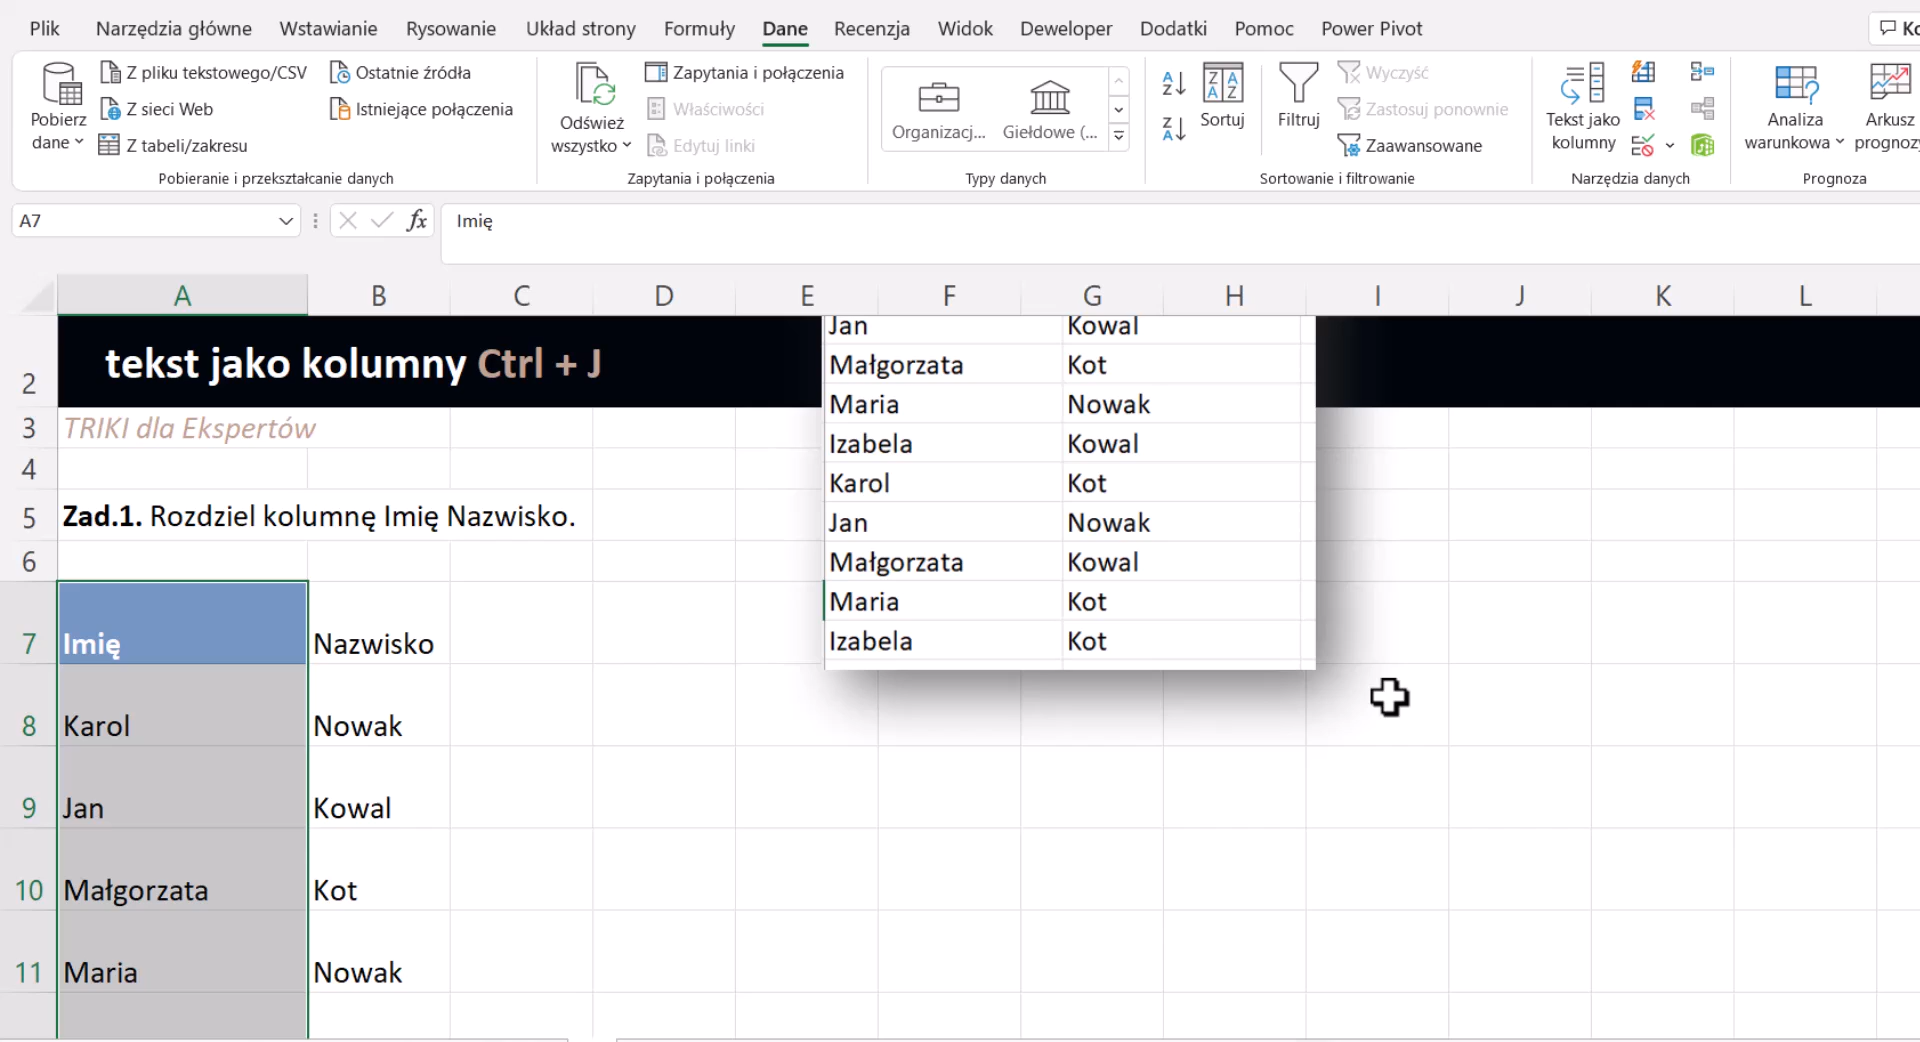 Plik Narzędzia główne Wstawianie Rysowanie Układ strony Formuły Dane Recenzja Widok Deweloper Dodatki Pomoc Power Pivot
Pobierz dane
Z pliku tekstowego/CSV
Z sieci Web
Z tabeli/zakresu
Ostatnie źródła
Istniejące połączenia
Pobieranie i przekształcanie danych
Odśwież wszystko
Zapytania i połączenia
Właściwości
Edytuj linki
Zapytania i połączenia
Organizacj... Giełdowe (...
Typy danych
Sortuj
Filtruj
Wyczyść
Zastosuj ponownie
Zaawansowane
Sortowanie i filtrowanie
Tekst jako kolumny
Narzędzia danych
Analiza warunkowa
Arkusz
Prognoza
A7 fx Imię
A B C D E F G H I J K L
2 tekst jako kolumny Ctrl + J
3 TRIKI dla Ekspertów
4
5 Zad.1. Rozdziel kolumnę Imię Nazwisko.
6
7 Imię Nazwisko
8 Karol Nowak
9 Jan Kowal
10 Małgorzata Kot
11 Maria Nowak
Jan Kowal
Małgorzata Kot
Maria Nowak
Izabela Kowal
Karol Kot
Jan Nowak
Małgorzata Kowal
Maria Kot
Izabela Kot